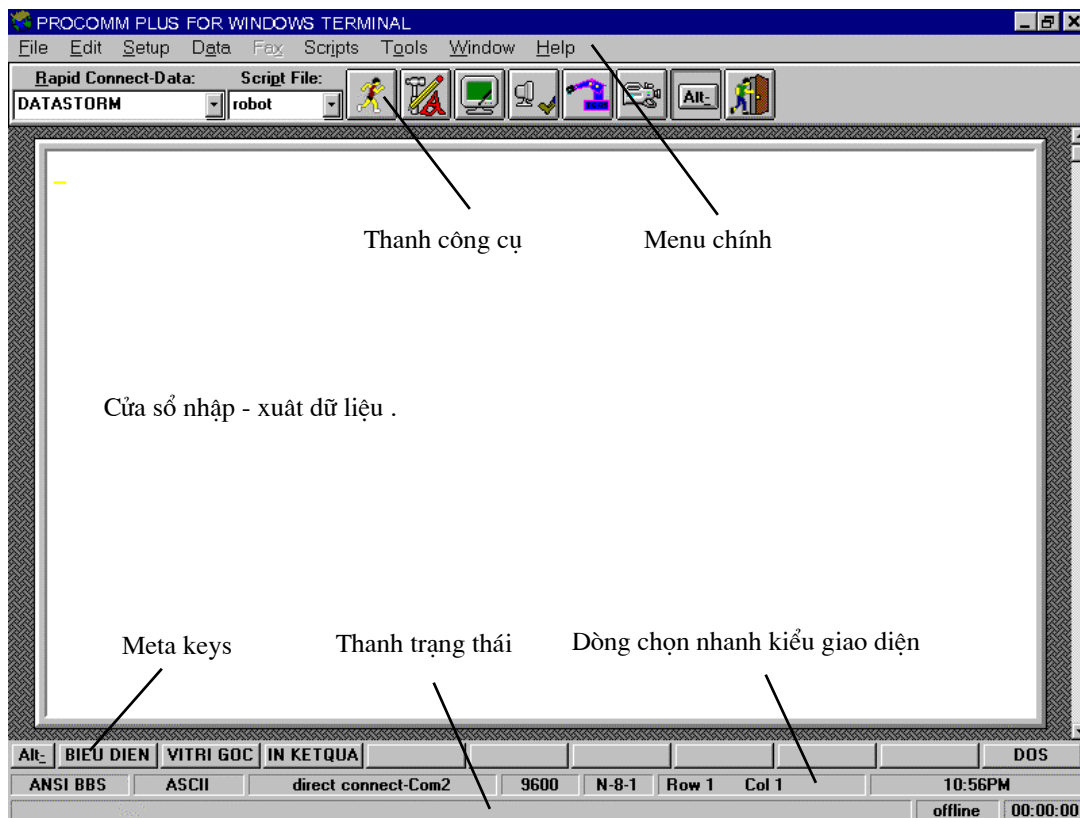 PROCOMM PLUS FOR WINDOWS TERMINAL
File Edit Setup Data Fax Scripts Tools Window Help
Rapid Connect-Data: Script File:
DATASTORM robot Alt-
Thanh công cụ Menu chính
Cửa sổ nhập - xuât dữ liệu .
Meta keys Thanh trạng thái Dòng chọn nhanh kiểu giao diện
Alt- BIEU DIEN VITRI GOC IN KETQUA DOS
ANSI BBS ASCII direct connect-Com2 9600 N-8-1 Row 1 Col 1 10:56PM
offline 00:00:00